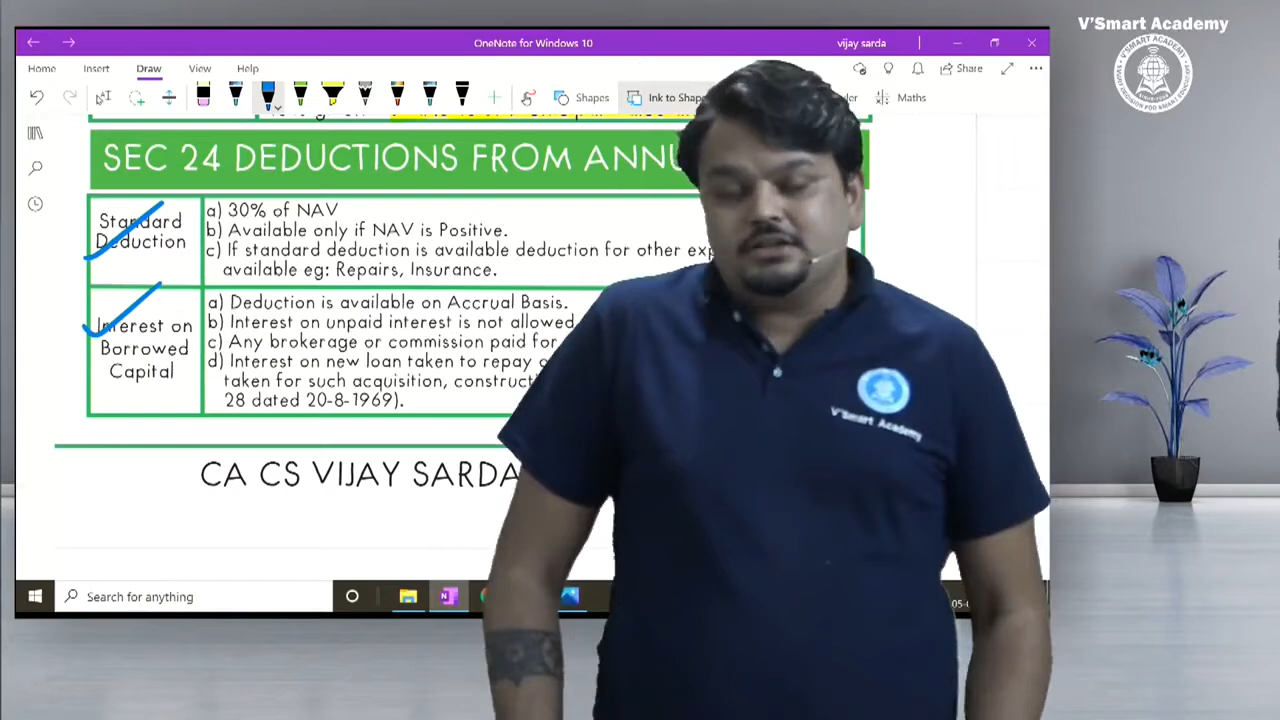 V'Smart Academy
OneNote for Windows 10
vijay sarda
Home Insert Draw View Help
Share
Shapes
Ink to Shape
Maths
SEC 24 DEDUCTIONS FROM ANNU
Standard
Deduction
a) 30% of NAV
b) Available only if NAV is Positive.
c) If standard deduction is available deduction for other exp
available eg: Repairs, Insurance.
Interest on
Borrowed
Capital
a) Deduction is available on Accrual Basis.
b) Interest on unpaid interest is not allowed
c) Any brokerage or commission paid for
d) Interest on new loan taken to repay
taken for such acquisition, constructi
28 dated 20-8-1969).
CA CS VIJAY SARDA
Search for anything
V'Smart Academy